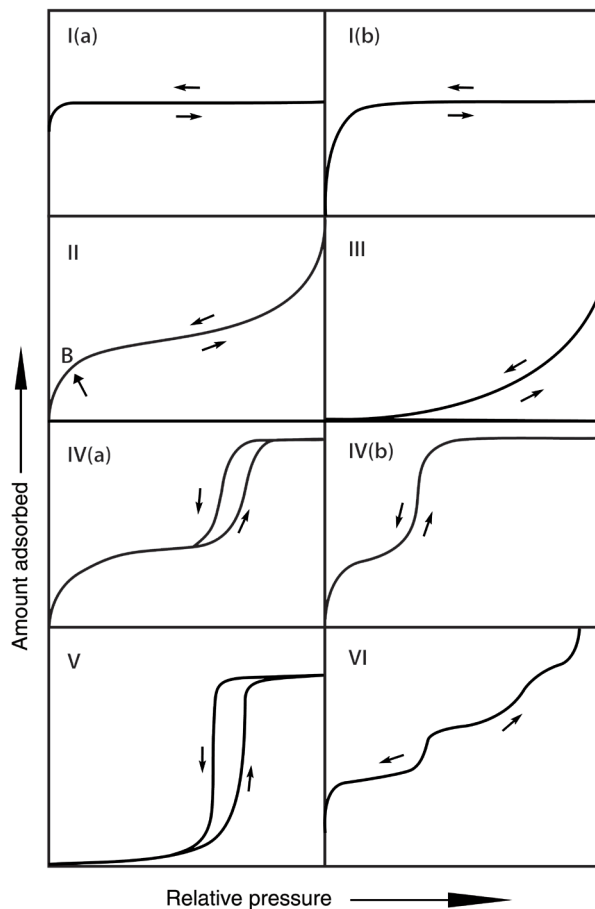 I(a)
I(b)
II
III
B
IV(a)
IV(b)
V
VI
Amount adsorbed
Relative pressure